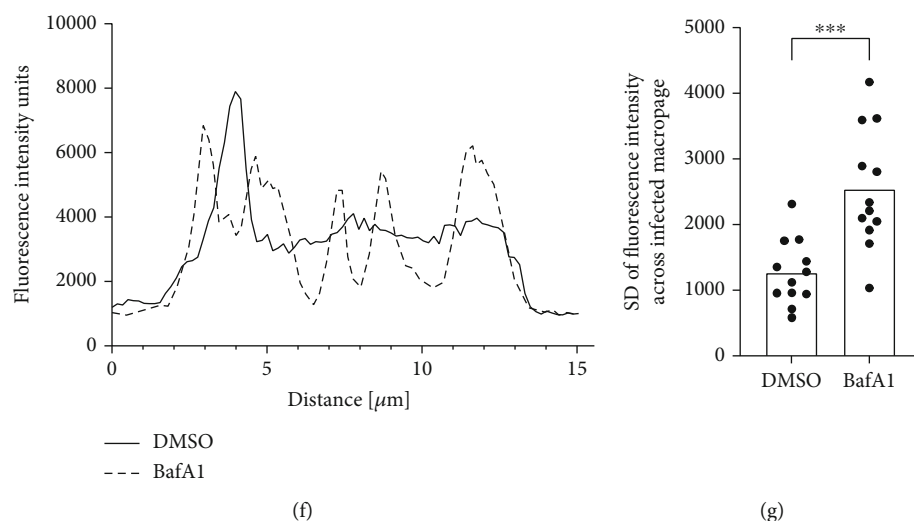 10000
8000
6000
4000
2000
0
Fluorescence intensity units
0
5
10
15
Distance [μm]
DMSO
BafA1
(f)
5000
4000
3000
2000
1000
0
SD of fluorescence intensity
across infected macropage
***
DMSO
BafA1
(g)